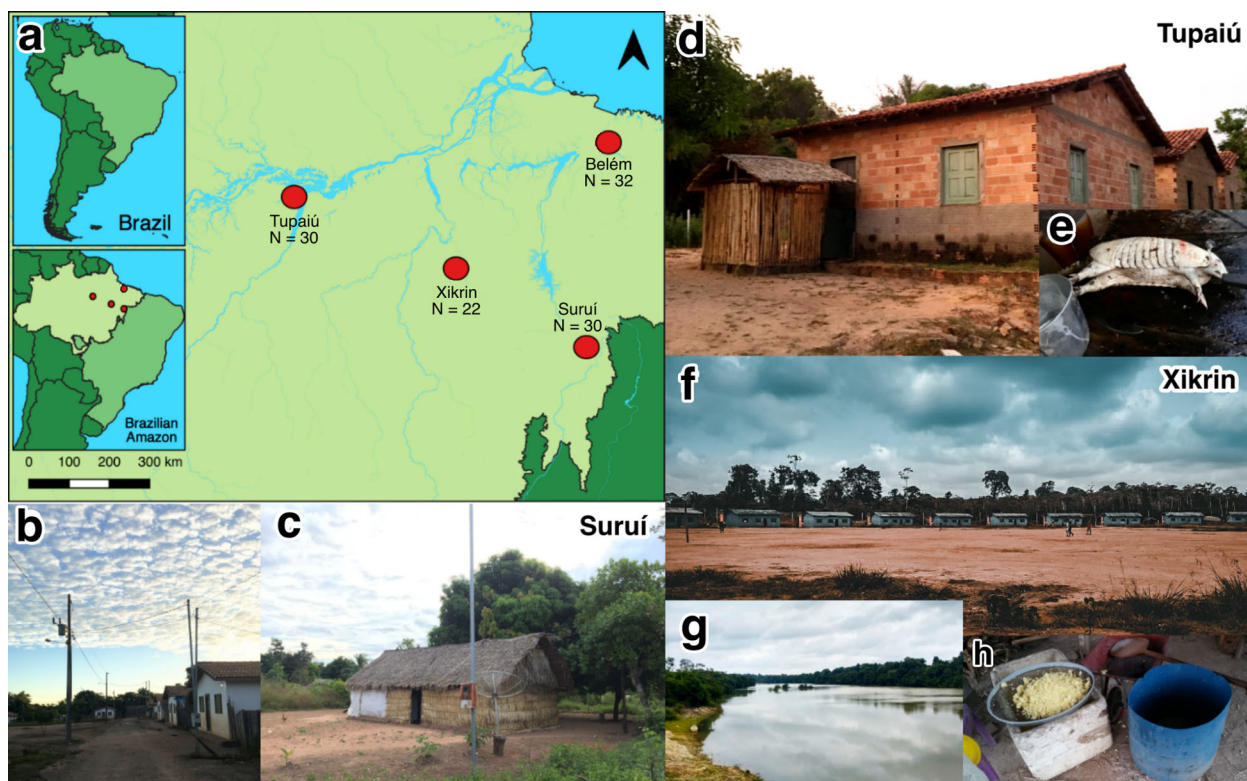 a
Brazil
Belém
N = 32
Tupaiú
N = 30
Xikrin
N = 22
Suruí
N = 30
Brazilian
Amazon
0 100 200 300 km
b
c
Suruí
d
Tupaiú
e
f
Xikrin
g
h